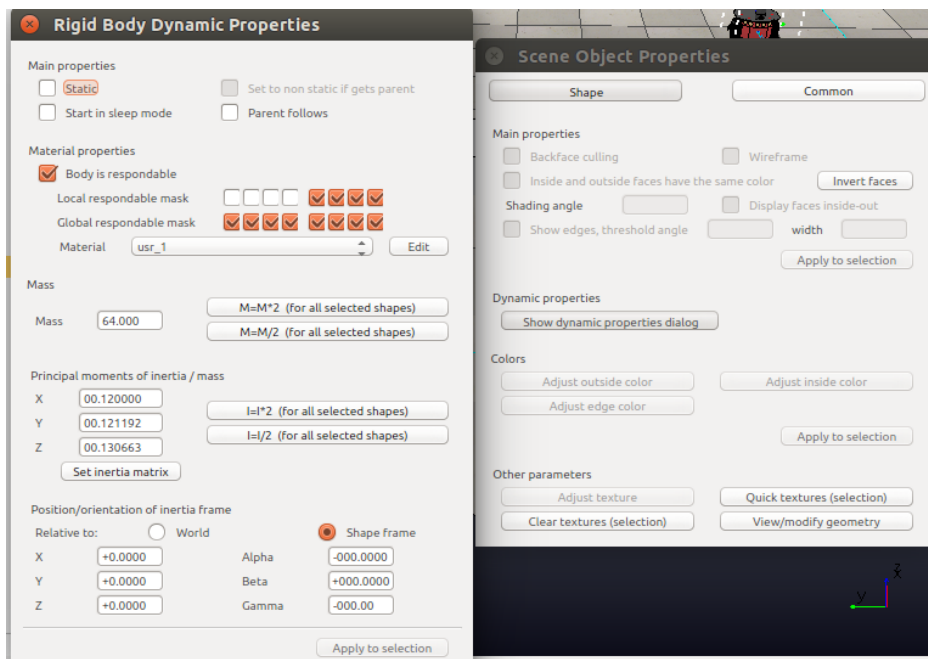 Rigid Body Dynamic Properties
Main properties
Static
Set to non static if gets parent
Start in sleep mode
Parent follows
Material properties
Body is respondable
Local respondable mask
Global respondable mask
Material usr_1 Edit
Mass
Mass 64.000
M=M*2 (for all selected shapes)
M=M/2 (for all selected shapes)
Principal moments of inertia / mass
X 00.120000
Y 00.121192
Z 00.130663
I=I*2 (for all selected shapes)
I=I/2 (for all selected shapes)
Set inertia matrix
Position/orientation of inertia frame
Relative to: World Shape frame
X +0.0000 Alpha -000.0000
Y +0.0000 Beta +000.0000
Z +0.0000 Gamma -000.00
Apply to selection
Scene Object Properties
Shape Common
Main properties
Backface culling Wireframe
Inside and outside faces have the same color Invert faces
Shading angle Display faces inside-out
Show edges, threshold angle width
Apply to selection
Dynamic properties
Show dynamic properties dialog
Colors
Adjust outside color Adjust inside color
Adjust edge color
Apply to selection
Other parameters
Adjust texture Quick textures (selection)
Clear textures (selection) View/modify geometry
z
x
y